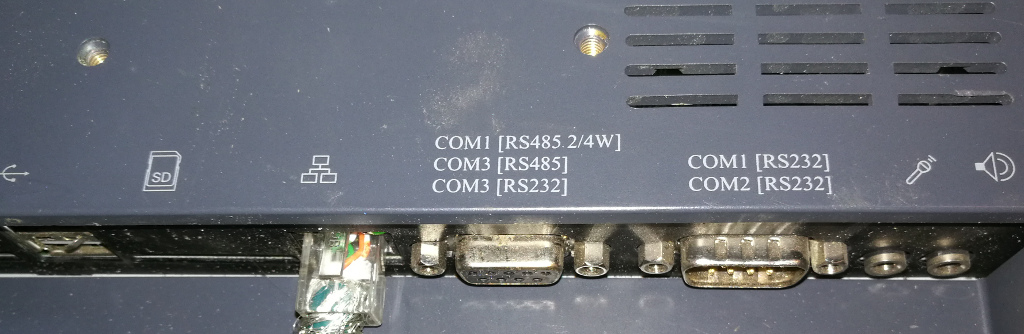 COM1 [RS485 2/4W]
COM3 [RS485]
COM3 [RS232]
COM1 [RS232]
COM2 [RS232]
SD